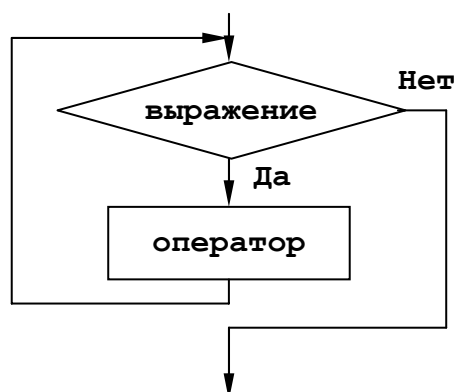 Нет
выражение
Да
оператор